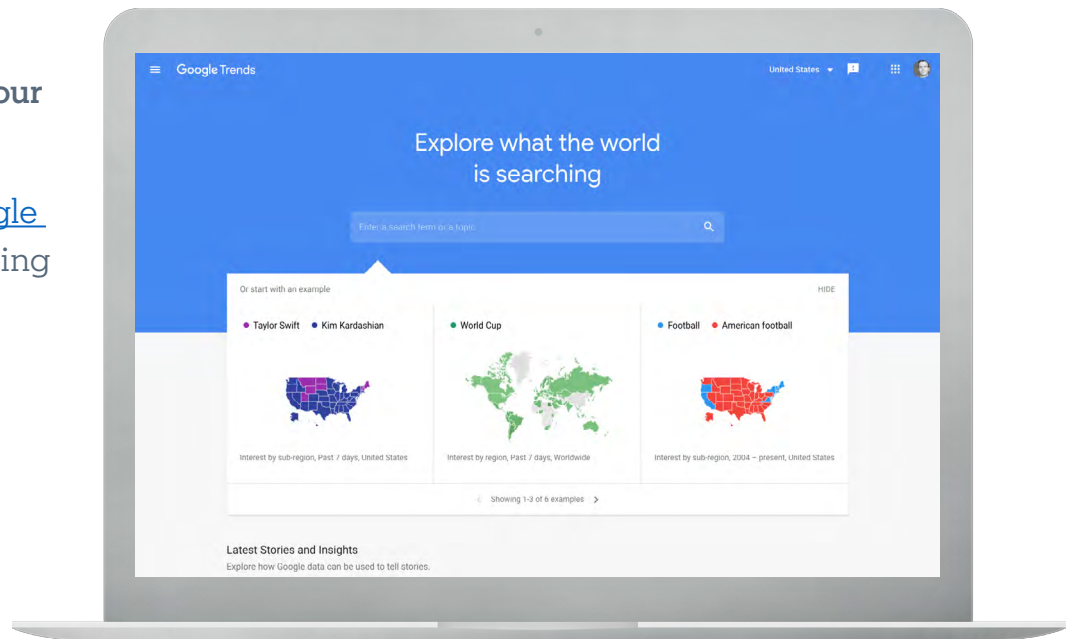 our
gle
ing
Google Trends
United States
Explore what the world
is searching
Enter a search term or a topic
Or start with an example
HIDE
Taylor Swift Kim Kardashian
World Cup
Football American football
Interest by sub-region, Past 7 days, United States
Interest by region, Past 7 days, Worldwide
Interest by sub-region, 2004 – present, United States
Showing 1-3 of 6 examples
Latest Stories and Insights
Explore how Google data can be used to tell stories.